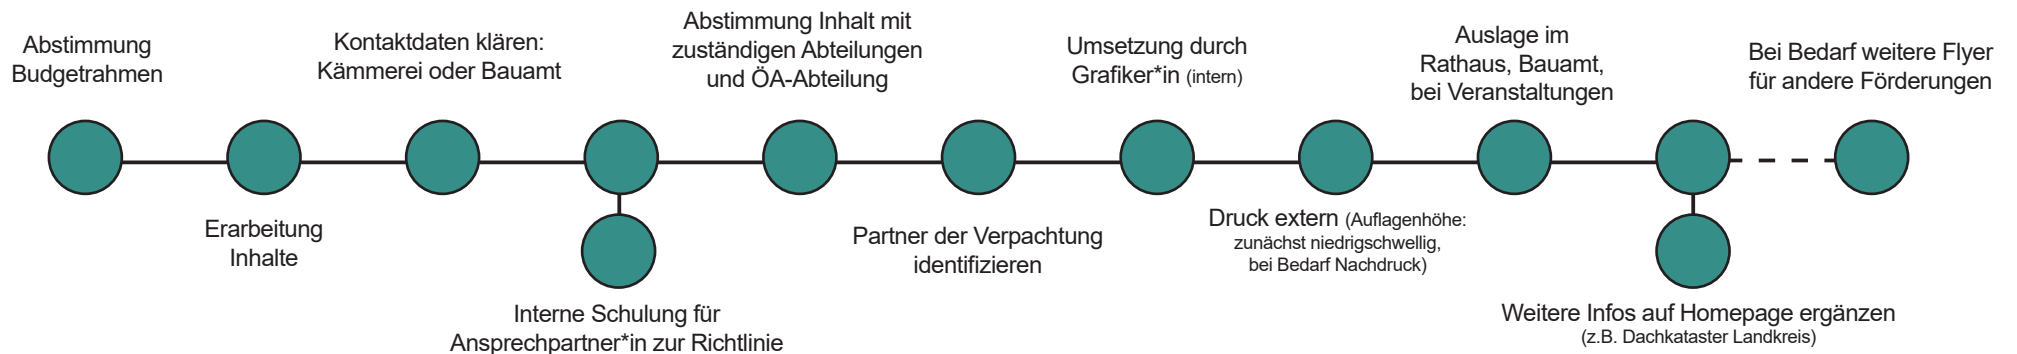 Abstimmung
Budgetrahmen
Erarbeitung
Inhalte
Kontaktdaten klären:
Kämmerei oder Bauamt
Interne Schulung für
Ansprechpartner*in zur Richtlinie
Abstimmung Inhalt mit
zuständigen Abteilungen
und ÖA-Abteilung
Partner der Verpachtung
identifizieren
Umsetzung durch
Grafiker*in (intern)
Druck extern (Auflagenhöhe:
zunächst niedrigschwellig,
bei Bedarf Nachdruck)
Auslage im
Rathaus, Bauamt,
bei Veranstaltungen
Weitere Infos auf Homepage ergänzen
(z.B. Dachkataster Landkreis)
Bei Bedarf weitere Flyer
für andere Förderungen